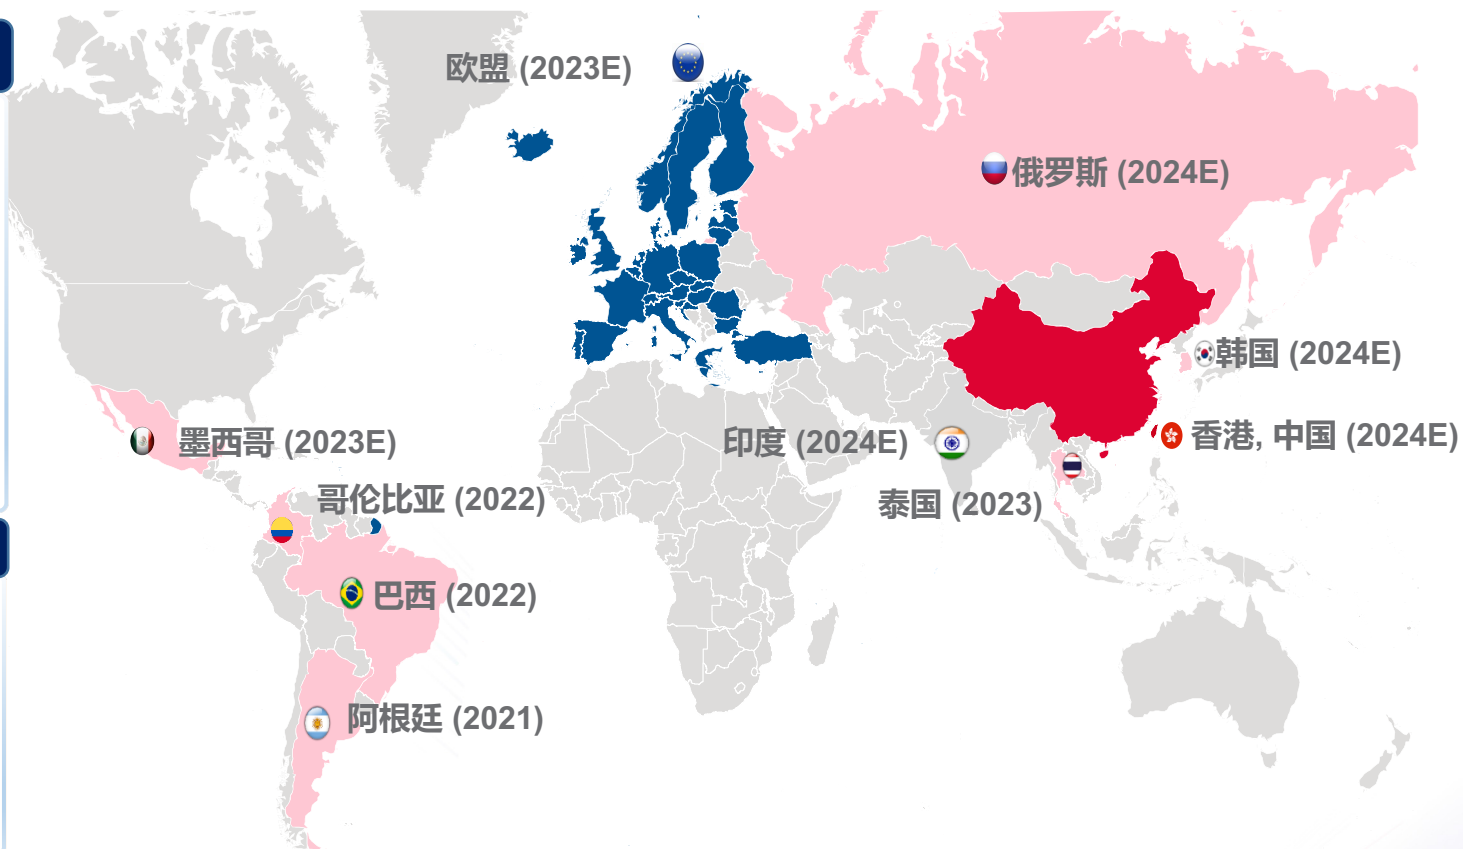 欧盟 (2023E)
俄罗斯 (2024E)
韩国 (2024E)
墨西哥 (2023E)
印度 (2024E)
香港, 中国 (2024E)
哥伦比亚 (2022)
泰国 (2023)
巴西 (2022)
阿根廷 (2021)